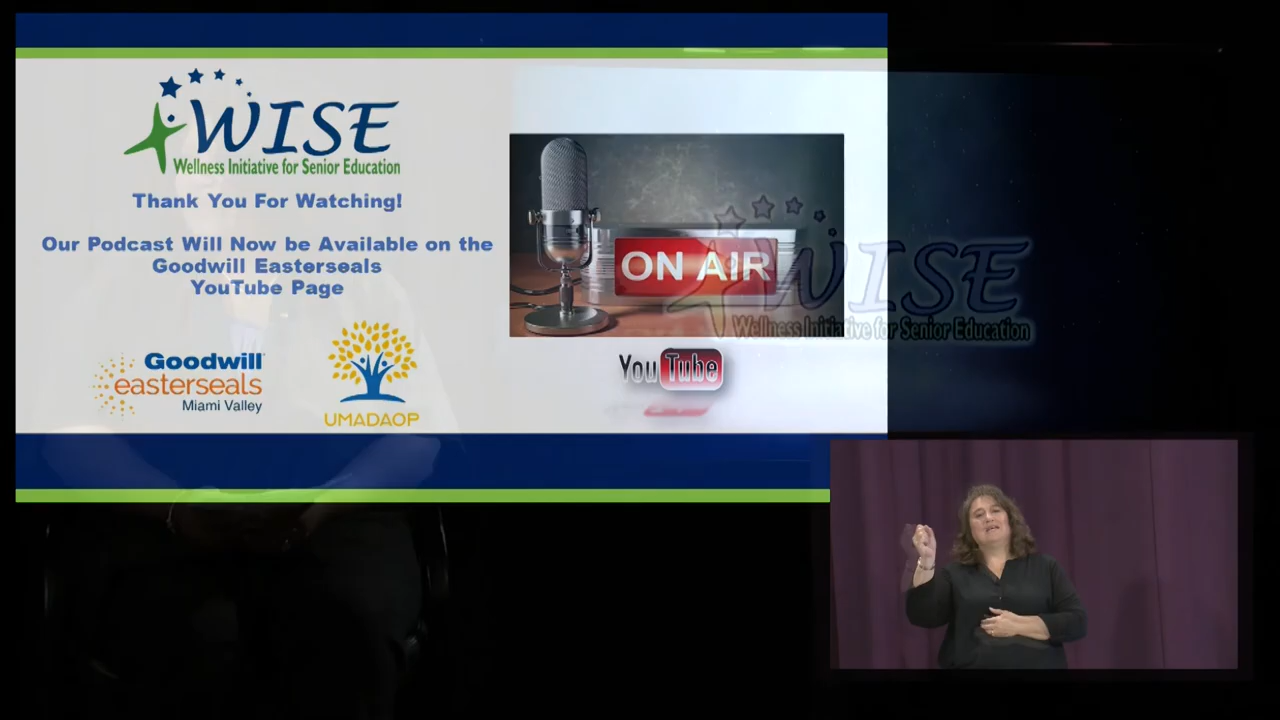 WISE
Wellness Initiative for Senior Education
Thank You For Watching!
Our Podcast Will Now be Available on the
Goodwill Easterseals
YouTube Page
Goodwill
easterseals
Miami Valley
UMADAOP
ON AIR
YouTube
WISE
Wellness Initiative for Senior Education